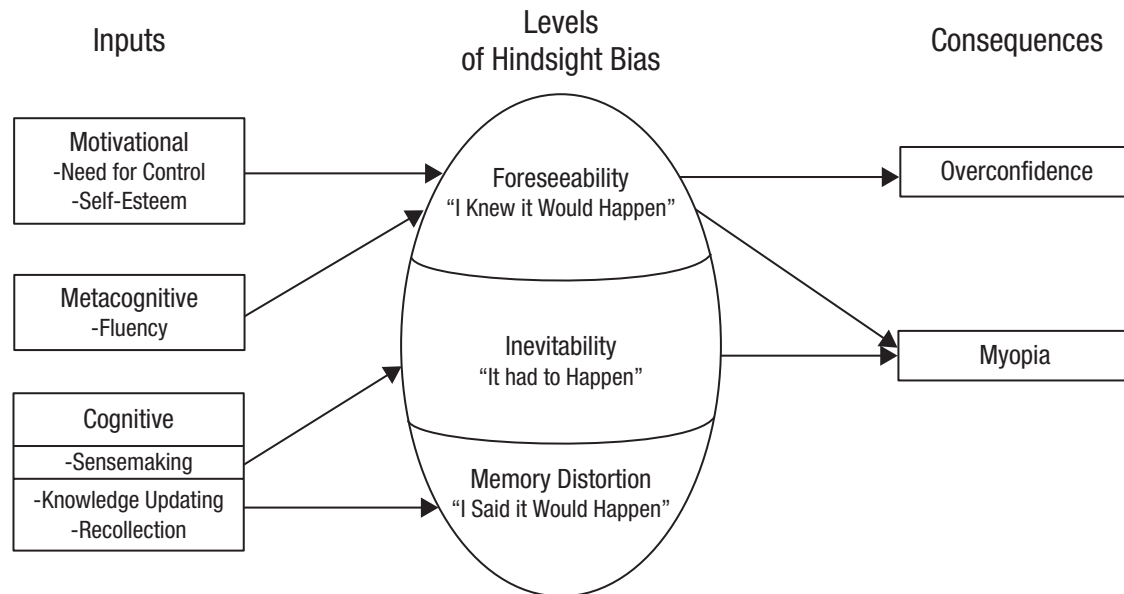 Inputs
Levels
of Hindsight Bias
Consequences
Motivational
-Need for Control
-Self-Esteem
Metacognitive
-Fluency
Cognitive
-Sensemaking
-Knowledge Updating
-Recollection
Foreseeability
“I Knew it Would Happen”
Inevitability
“It had to Happen”
Memory Distortion
“I Said it Would Happen”
Overconfidence
Myopia